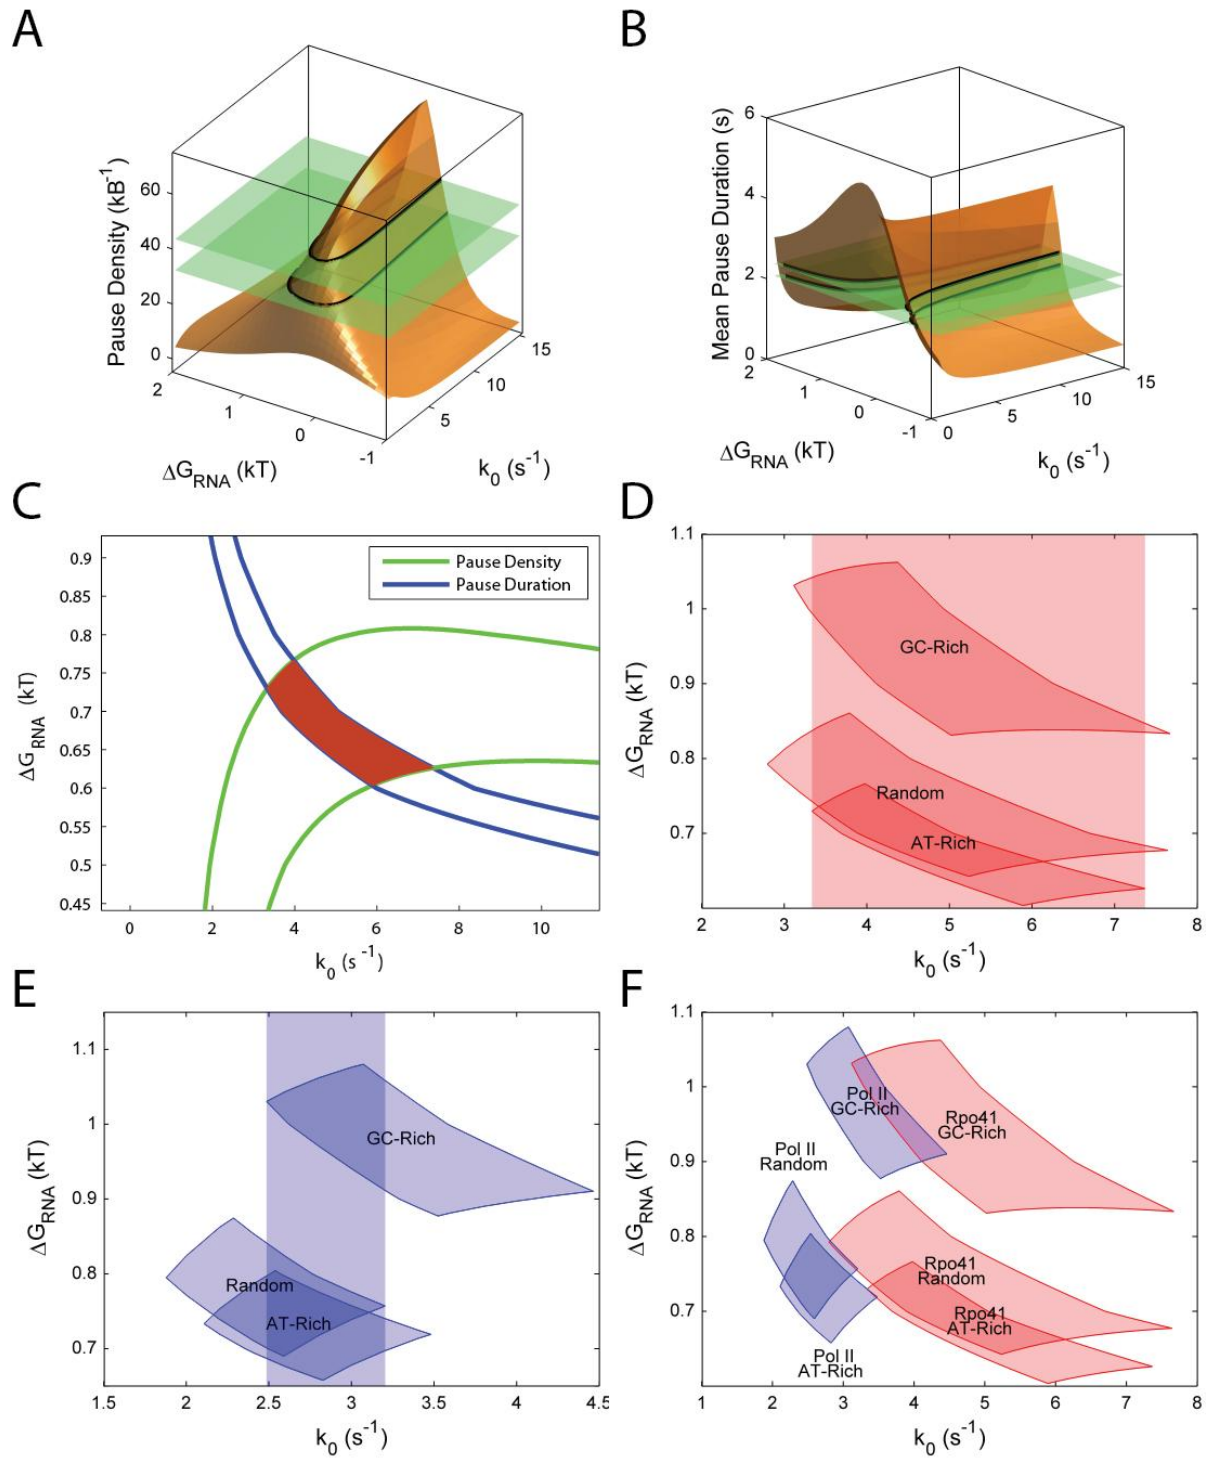 A
Pause Density (kB-1)
60
40
20
0
2
1
0
-1
5
10
15
ΔGRNA (kT)
k0 (s-1)
B
Mean Pause Duration (s)
6
4
2
0
2
1
0
-1
0
5
10
15
ΔGRNA (kT)
k0 (s-1)
C
Pause Density
Pause Duration
0.9
0.85
0.8
0.75
0.7
0.65
0.6
0.55
0.5
0.45
ΔGRNA (kT)
0 2 4 6 8 10
k0 (s-1)
D
1.1
1
0.9
0.8
0.7
ΔGRNA (kT)
GC-Rich
Random
AT-Rich
2 3 4 5 6 7 8
k0 (s-1)
E
1.1
1
0.9
0.8
0.7
ΔGRNA (kT)
GC-Rich
Random
AT-Rich
1.5 2 2.5 3 3.5 4 4.5
k0 (s-1)
F
1.1
1
0.9
0.8
0.7
ΔGRNA (kT)
Pol II
GC-Rich
Rpo41
GC-Rich
Pol II
Random
Rpo41
Random
Rpo41
AT-Rich
Pol II
AT-Rich
1 2 3 4 5 6 7 8
k0 (s-1)